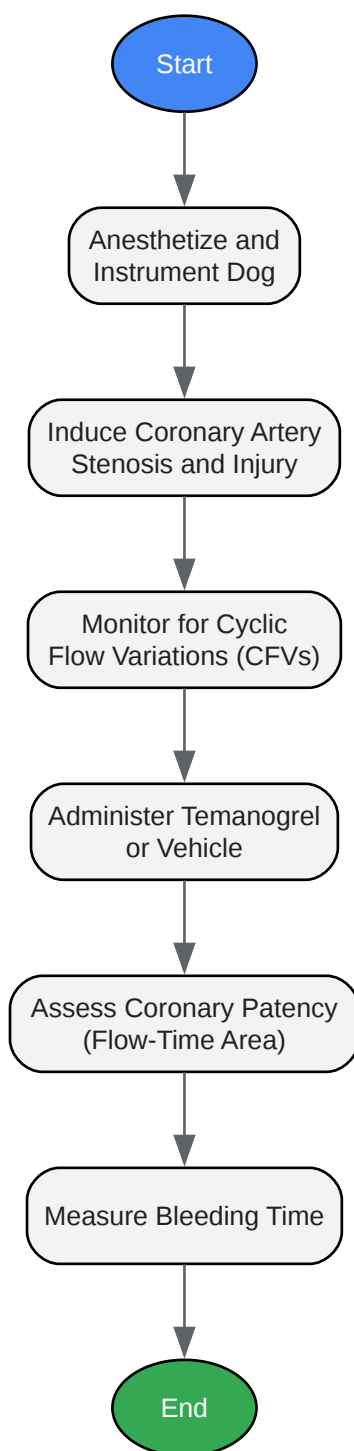 Start
Anesthetize and
Instrument Dog
Induce Coronary Artery
Stenosis and Injury
Monitor for Cyclic
Flow Variations (CFVs)
Administer Temanogrel
or Vehicle
Assess Coronary Patency
(Flow-Time Area)
Measure Bleeding Time
End